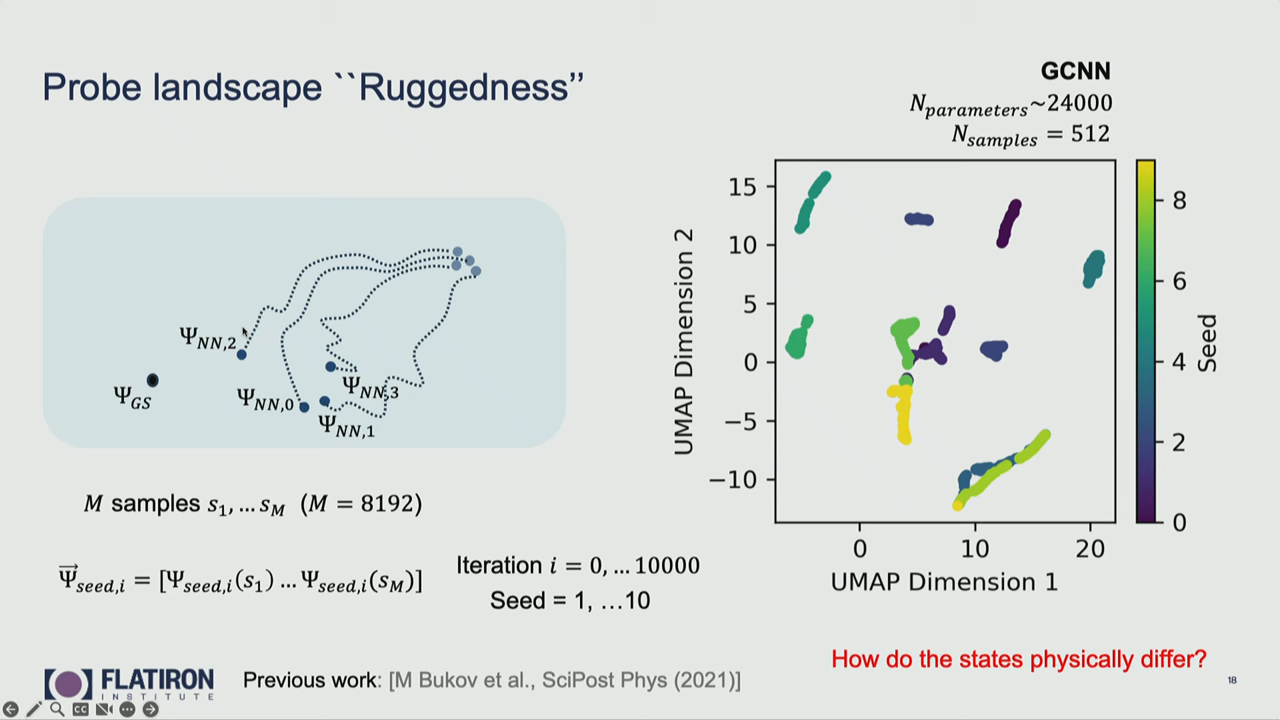 Probe landscape ``Ruggedness’’
GCNN
N_parameters~24000
N_samples = 512
Ψ_NN,2
Ψ_GS
Ψ_NN,0
Ψ_NN,3
Ψ_NN,1
15
10
5
0
−5
−10
0
10
20
UMAP Dimension 2
UMAP Dimension 1
8
6
4
2
0
Seed
M samples s_1, … s_M (M = 8192)
Ψ⃗_seed,i = [Ψ_seed,i(s_1) … Ψ_seed,i(s_M)]
Iteration i = 0, … 10000
Seed = 1, …10
How do the states physically differ?
FLATIRON
INSTITUTE
Previous work: [M Bukov et al., SciPost Phys (2021)]
18
CC